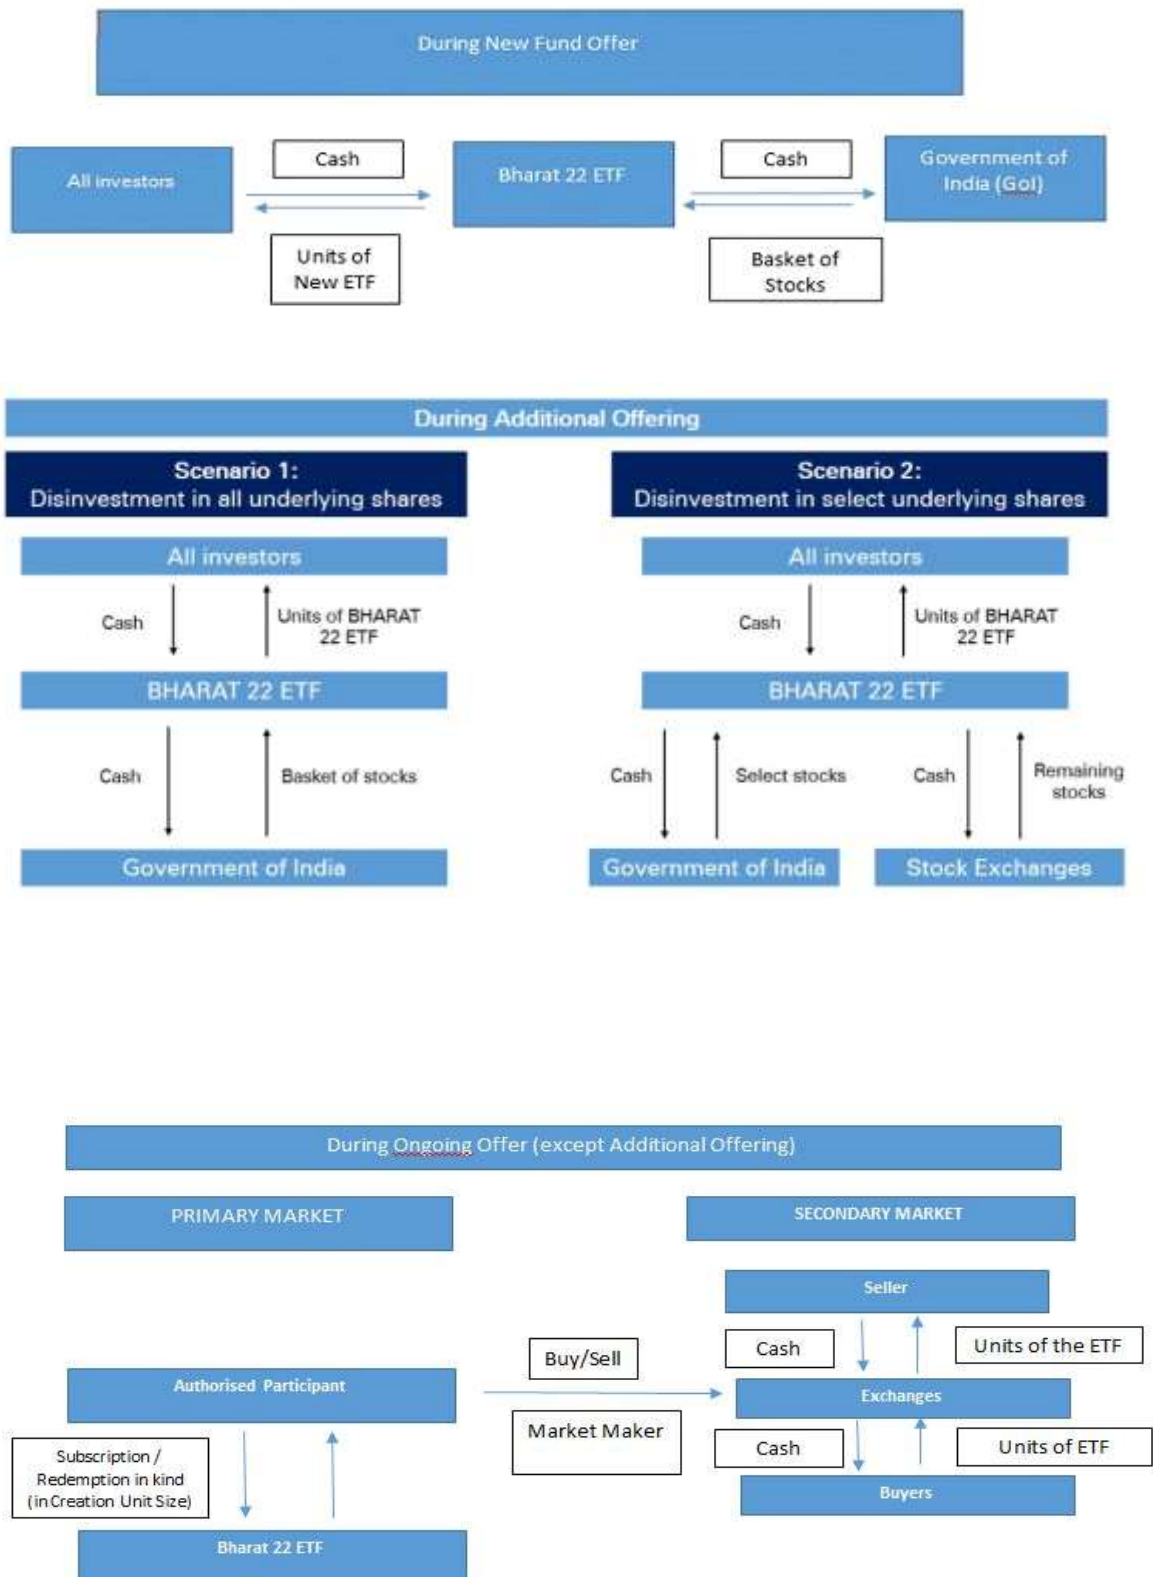 During New Fund Offer
All investors
Cash
Bharat 22 ETF
Cash
Government of
India (GoI)
Units of
New ETF
Basket of
Stocks
During Additional Offering
Scenario 1:
Disinvestment in all underlying shares
All investors
Cash
Units of BHARAT
22 ETF
BHARAT 22 ETF
Cash
Basket of stocks
Government of India
Scenario 2:
Disinvestment in select underlying shares
All investors
Cash
Units of BHARAT
22 ETF
BHARAT 22 ETF
Cash
Select stocks
Cash
Remaining
stocks
Government of India
Stock Exchanges
During Ongoing Offer (except Additional Offering)
PRIMARY MARKET
Authorised Participant
Subscription /
Redemption in kind
(in Creation Unit Size)
Bharat 22 ETF
Buy/Sell
Market Maker
SECONDARY MARKET
Seller
Cash
Units of the ETF
Exchanges
Cash
Units of ETF
Buyers